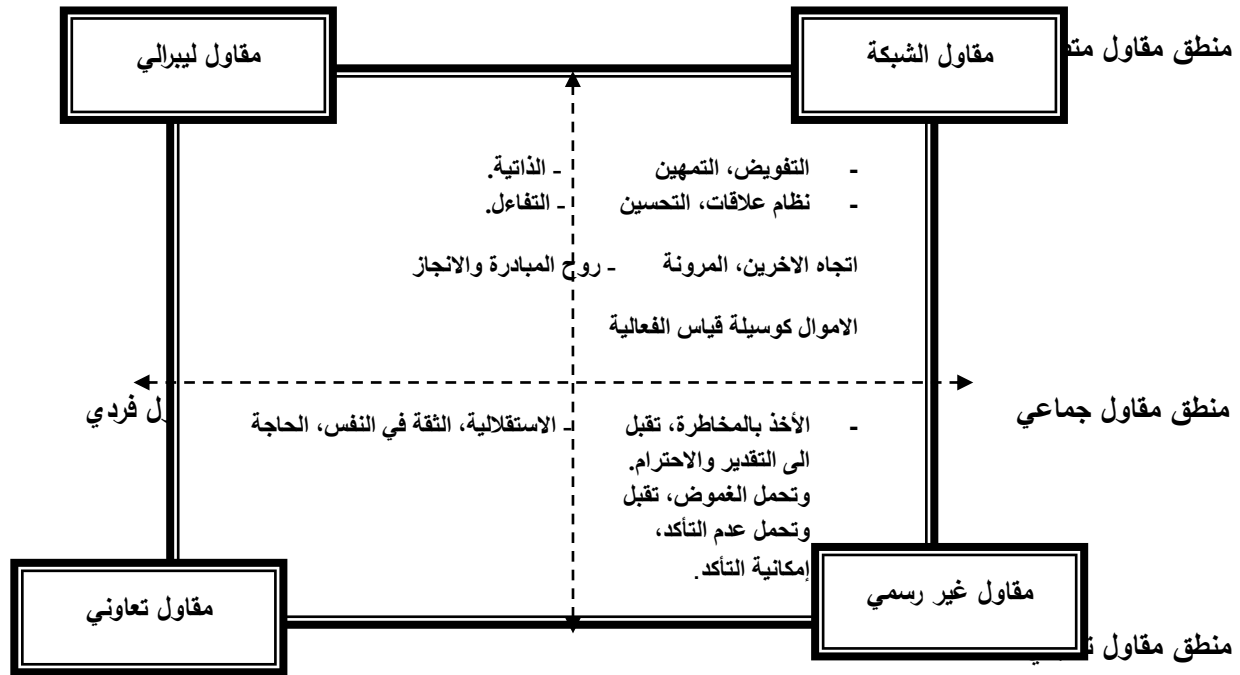 مقاول ليبرالي
مقاول الشبكة
منطق مقاول
- التفويض، التمهين - الذاتية.
- نظام علاقات، التحسين - التفاءل.
اتجاه الاخرين، المرونة - روح المبادرة والانجاز
الاموال كوسيلة قياس الفعالية
منطق مقاول جماعي
فردي
- الأخذ بالمخاطرة، تقبل - الاستقلالية، الثقة في النفس، الحاجة
الى التقدير والاحترام.
وتحمل الغموض، تقبل
وتحمل عدم التأكد،
إمكانية التأكد.
مقاول تعاوني
مقاول غير رسمي
منطق مقاول